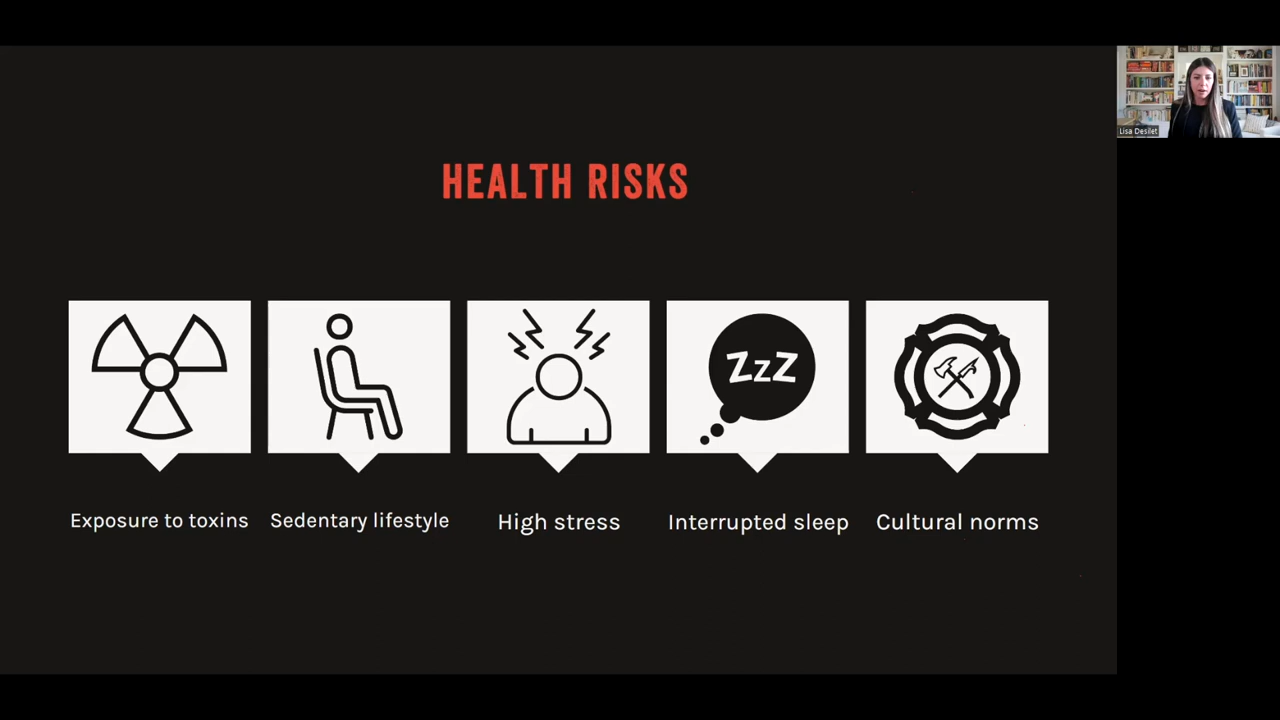 Lisa Desilet
HEALTH RISKS
ZzZ
Exposure to toxins
Sedentary lifestyle
High stress
Interrupted sleep
Cultural norms